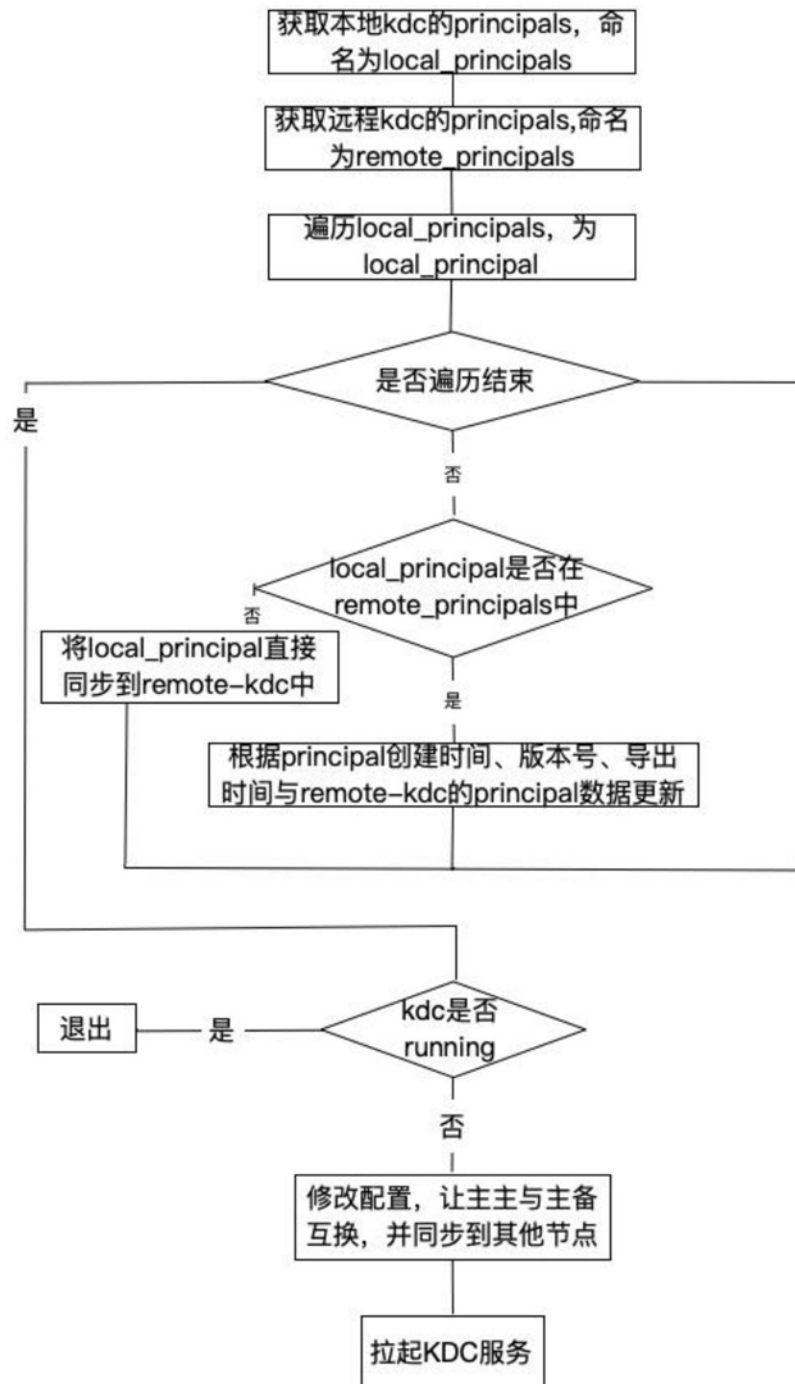 获取本地kdc的principals，命
名为local_principals
获取远程kdc的principals,命名
为remote_principals
遍历local_principals，为
local_principal
是否遍历结束
是
否
local_principal是否在
remote_principals中
否
将local_principal直接
同步到remote-kdc中
是
根据principal创建时间、版本号、导出
时间与remote-kdc的principal数据更新
kdc是否
running
退出
是
否
修改配置，让主主与主备
互换，并同步到其他节点
拉起KDC服务